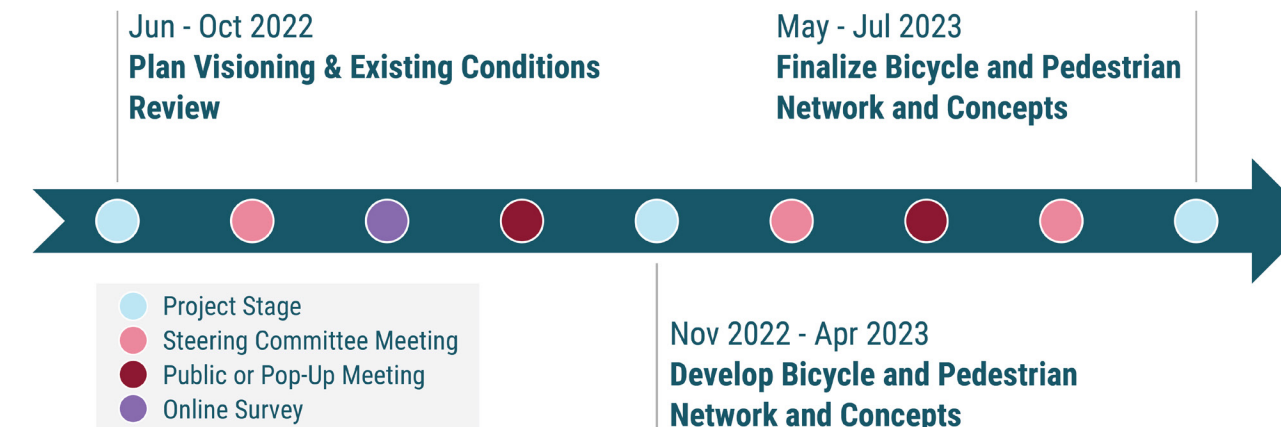 Jun - Oct 2022
Plan Visioning & Existing Conditions
Review
May - Jul 2023
Finalize Bicycle and Pedestrian
Network and Concepts
Project Stage
Steering Committee Meeting
Public or Pop-Up Meeting
Online Survey
Nov 2022 - Apr 2023
Develop Bicycle and Pedestrian
Network and Concepts